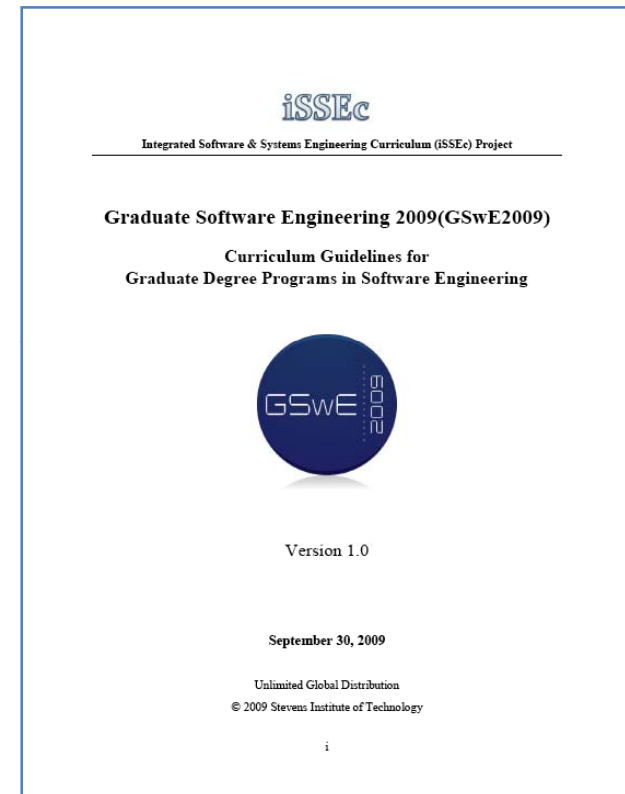 iSSEc
Integrated Software & Systems Engineering Curriculum (iSSEc) Project
Graduate Software Engineering 2009(GSwE2009)
Curriculum Guidelines for
Graduate Degree Programs in Software Engineering
GSwE 2009
Version 1.0
September 30, 2009
Unlimited Global Distribution
© 2009 Stevens Institute of Technology
i